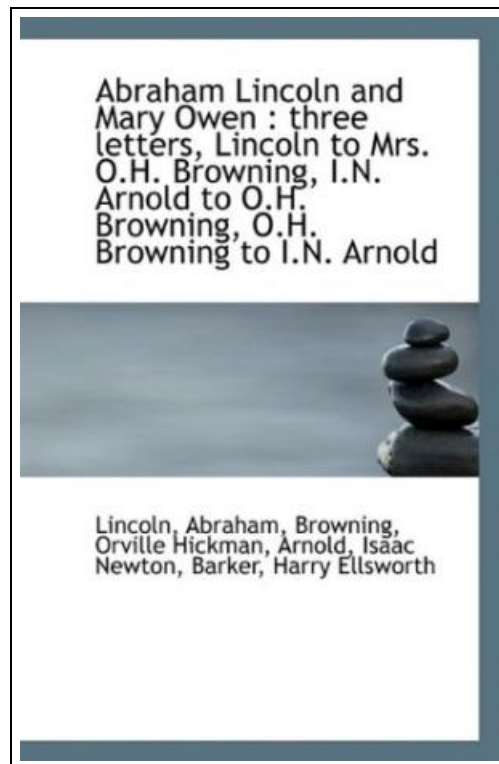 Abraham Lincoln and
Mary Owen : three
letters, Lincoln to Mrs.
O.H. Browning, I.N.
Arnold to O.H.
Browning, O.H.
Browning to I.N. Arnold
Lincoln, Abraham, Browning,
Orville Hickman, Arnold, Isaac
Newton, Barker, Harry Ellsworth